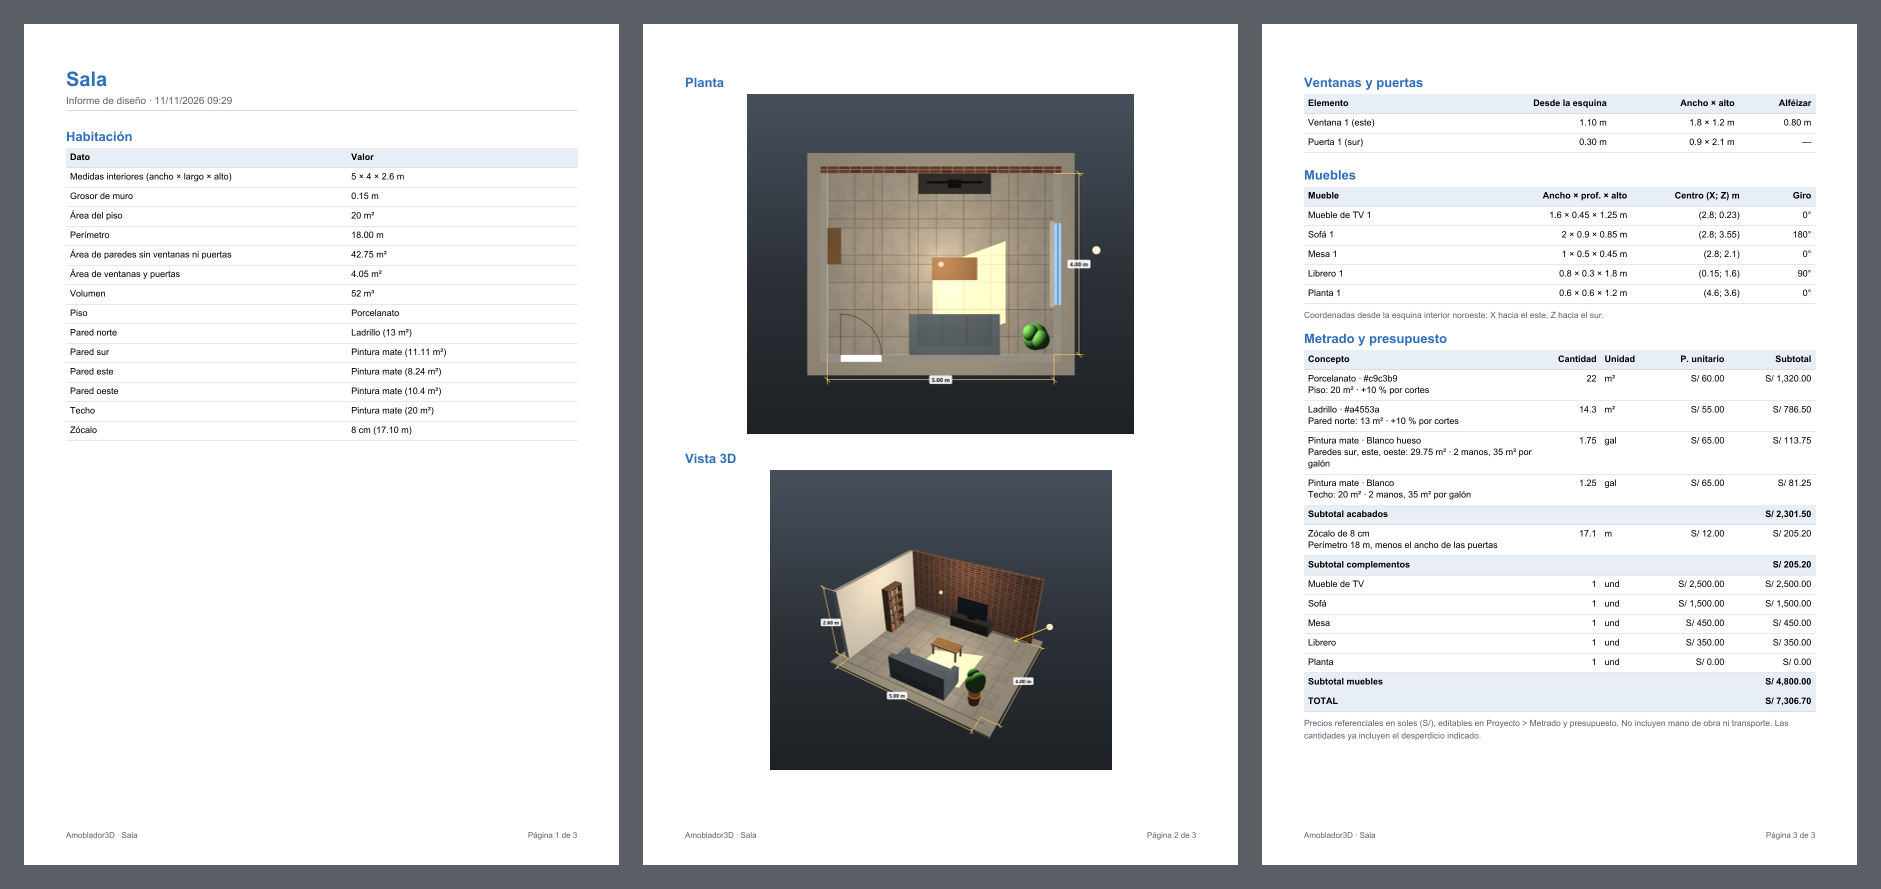 Sala
Informe de diseño · 11/11/2026 09:29
Habitación
Dato Valor
Medidas interiores (ancho × largo × alto) 5 × 4 × 2.6 m
Grosor de muro 0.15 m
Área del piso 20 m²
Perímetro 18.00 m
Área de paredes sin ventanas ni puertas 42.75 m²
Área de ventanas y puertas 4.05 m²
Volumen 52 m³
Piso Porcelanato
Pared norte Ladrillo (13 m²)
Pared sur Pintura mate (11.11 m²)
Pared este Pintura mate (8.24 m²)
Pared oeste Pintura mate (10.4 m²)
Techo Pintura mate (20 m²)
Zócalo 8 cm (17.10 m)
Amoblador3D · Sala Página 1 de 3
Planta
4.00 m
5.00 m
Vista 3D
2.60 m
4.00 m
5.00 m
Amoblador3D · Sala Página 2 de 3
Ventanas y puertas
Elemento Desde la esquina Ancho × alto Alféizar
Ventana 1 (este) 1.10 m 1.8 × 1.2 m 0.80 m
Puerta 1 (sur) 0.30 m 0.9 × 2.1 m —
Muebles
Mueble Ancho × prof. × alto Centro (X; Z) m Giro
Mueble de TV 1 1.6 × 0.45 × 1.25 m (2.8; 0.23) 0°
Sofá 1 2 × 0.9 × 0.85 m (2.8; 3.55) 180°
Mesa 1 1 × 0.5 × 0.45 m (2.8; 2.1) 0°
Librero 1 0.8 × 0.3 × 1.8 m (0.15; 1.6) 90°
Planta 1 0.6 × 0.6 × 1.2 m (4.6; 3.6) 0°
Coordenadas desde la esquina interior noroeste: X hacia el este, Z hacia el sur.
Metrado y presupuesto
Concepto Cantidad Unidad P. unitario Subtotal
Porcelanato · #c9c3b9 22 m² S/ 60.00 S/ 1,320.00
Piso: 20 m² · +10 % por cortes
Ladrillo · #a4553a 14.3 m² S/ 55.00 S/ 786.50
Pared norte: 13 m² · +10 % por cortes
Pintura mate · Blanco hueso 1.75 gal S/ 65.00 S/ 113.75
Paredes sur, este, oeste: 29.75 m² · 2 manos, 35 m² por
galón
Pintura mate · Blanco 1.25 gal S/ 65.00 S/ 81.25
Techo: 20 m² · 2 manos, 35 m² por galón
Subtotal acabados S/ 2,301.50
Zócalo de 8 cm 17.1 m S/ 12.00 S/ 205.20
Perímetro 18 m, menos el ancho de las puertas
Subtotal complementos S/ 205.20
Mueble de TV 1 und S/ 2,500.00 S/ 2,500.00
Sofá 1 und S/ 1,500.00 S/ 1,500.00
Mesa 1 und S/ 450.00 S/ 450.00
Librero 1 und S/ 350.00 S/ 350.00
Planta 1 und S/ 0.00 S/ 0.00
Subtotal muebles S/ 4,800.00
TOTAL S/ 7,306.70
Precios referenciales en soles (S/), editables en Proyecto > Metrado y presupuesto. No incluyen mano de obra ni transporte. Las
cantidades ya incluyen el desperdicio indicado.
Amoblador3D · Sala Página 3 de 3